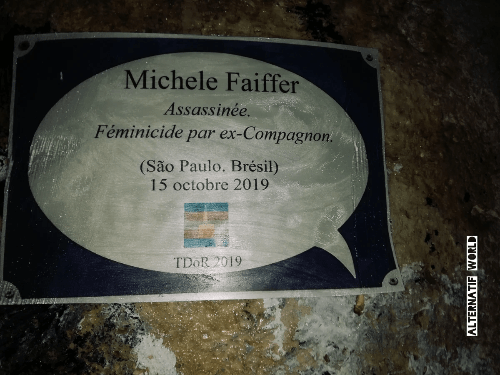 Michele Faiffer
Assassinée.
Féminicide par ex-Compagnon.
(São Paulo. Brésil)
15 octobre 2019
TDoR 2019
ALTERNATIF WORLD